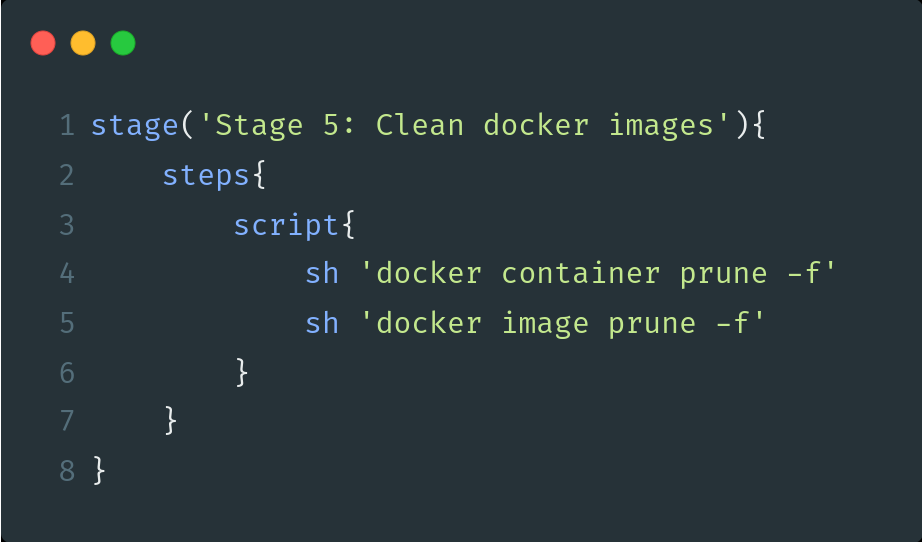 1 stage('Stage 5: Clean docker images'){
2     steps{
3         script{
4             sh 'docker container prune -f'
5             sh 'docker image prune -f'
6         }
7     }
8 }